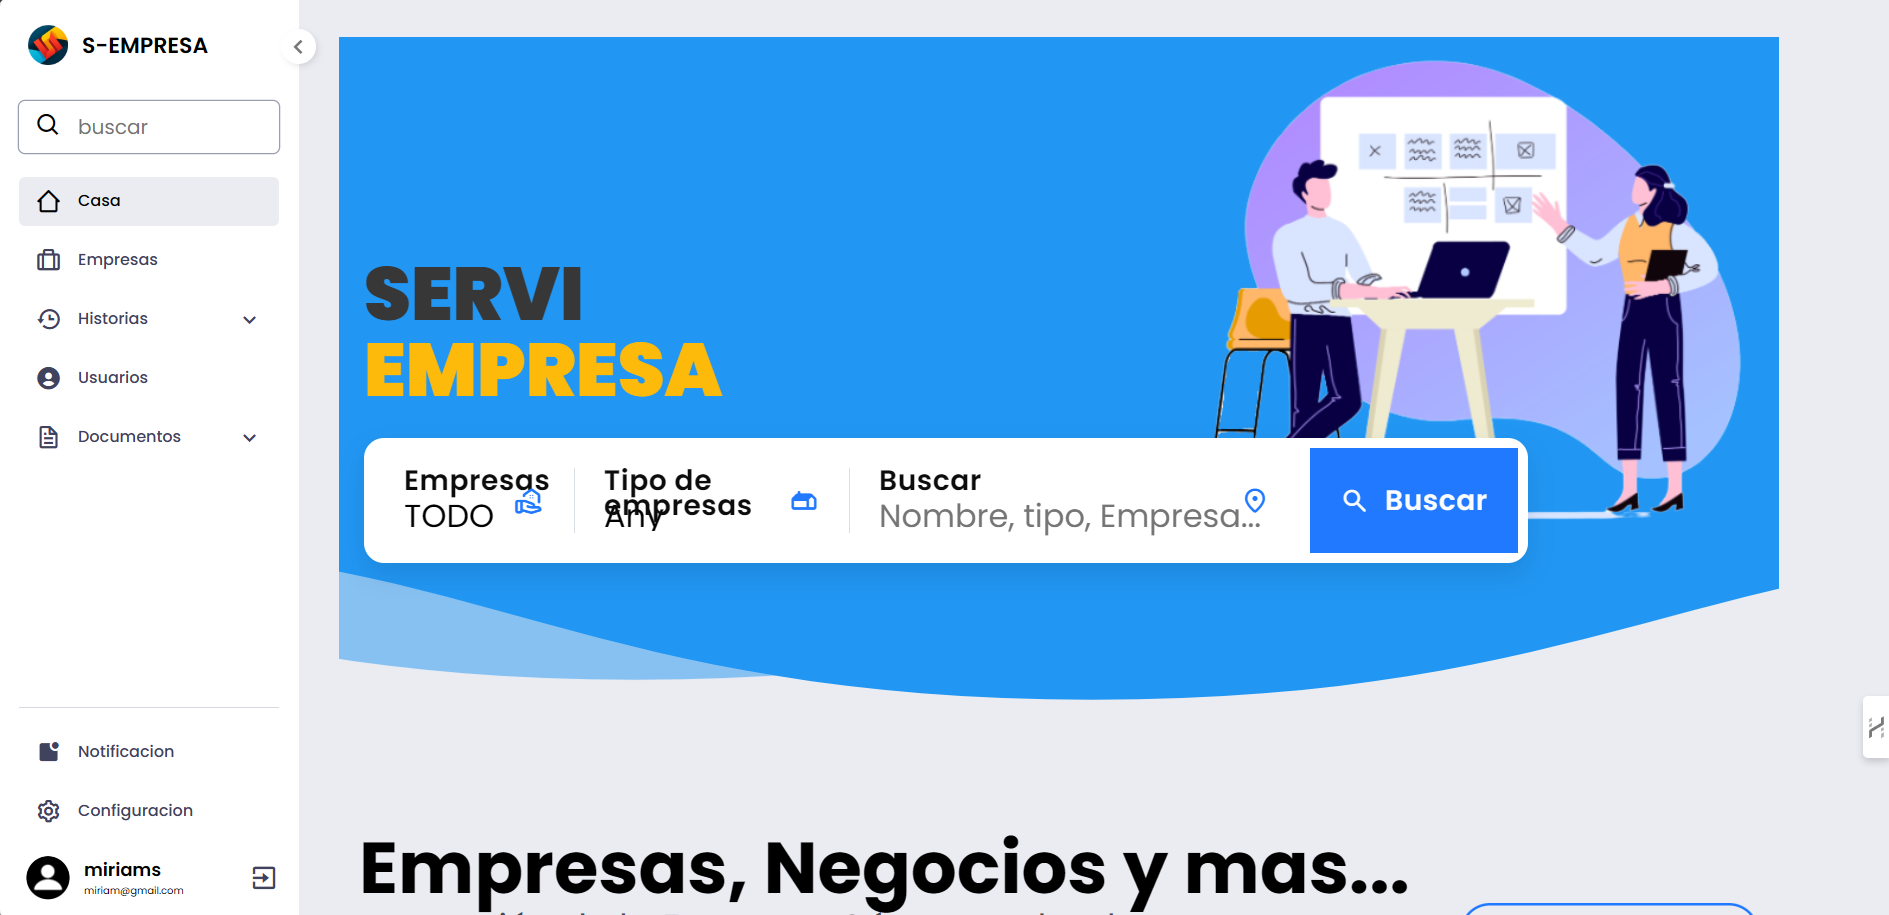 S-EMPRESA
buscar
Casa
Empresas
Historias
Usuarios
Documentos
Notificacion
Configuracion
miriams
miriam@gmail.com
SERVI
EMPRESA
Empresas
TODO
Tipo de
empresas
Any
Buscar
Nombre, tipo, Empresa...
Buscar
Empresas, Negocios y mas...